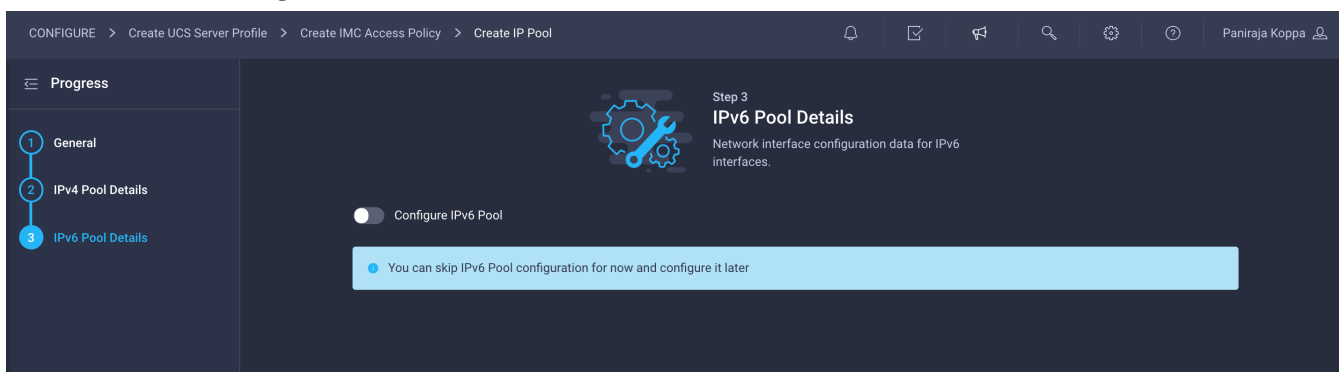 CONFIGURE > Create UCS Server Profile > Create IMC Access Policy > Create IP Pool
Paniraja Koppa
Progress
1 General
2 IPv4 Pool Details
3 IPv6 Pool Details
Step 3
IPv6 Pool Details
Network interface configuration data for IPv6
interfaces.
Configure IPv6 Pool
You can skip IPv6 Pool configuration for now and configure it later